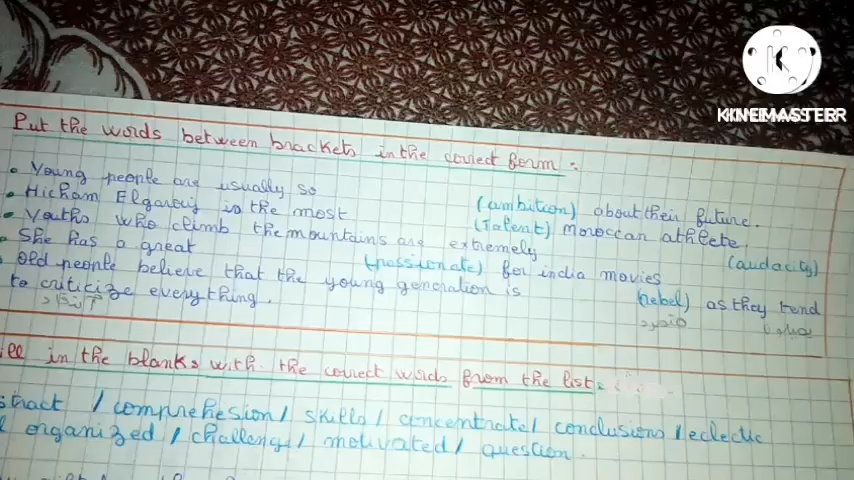 KINEMASTER
Put the words between brackets in the correct form :
• Young people are usually so (ambition) about their future.
• Hicham Elgarouj is the most (Talent) moroccan athlete.
• Youths who climb the mountains are extremely (audacity)
• She has a great (passionate) for india movies
• Old people believe that the young generation is (rebel) as they tend
to criticize everything.
ill in the blanks with the correct words from the list :
stract / comprehesion / skills / concentrate / conclusions / eclectic
organized / challenge / motivated / question.